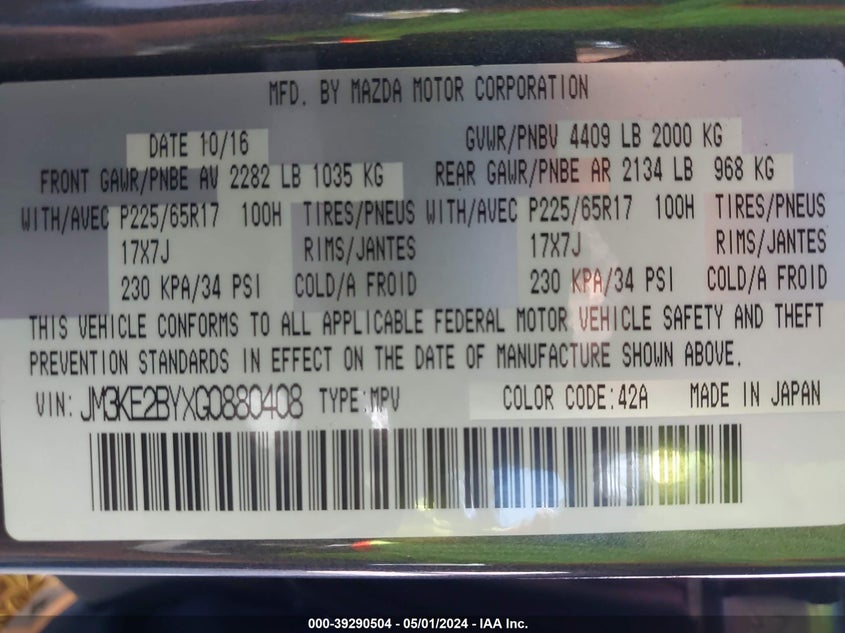 MFD. BY MAZDA MOTOR CORPORATION
DATE 10/16 GVWR/PNBV 4409 LB 2000 KG
FRONT GAWR/PNBE AV 2282 LB 1035 KG REAR GAWR/PNBE AR 2134 LB 968 KG
WITH/AVEC P225/65R17 100H TIRES/PNEUS WITH/AVEC P225/65R17 100H TIRES/PNEUS
17X7J RIMS/JANTES 17X7J RIMS/JANTES
230 KPA/34 PSI COLD/A FROID 230 KPA/34 PSI COLD/A FROID
THIS VEHICLE CONFORMS TO ALL APPLICABLE FEDERAL MOTOR VEHICLE SAFETY AND THEFT
PREVENTION STANDARDS IN EFFECT ON THE DATE OF MANUFACTURE SHOWN ABOVE.
VIN: JM3KE2BYXG0880408 TYPE:MPV COLOR CODE:42A MADE IN JAPAN
000-39290504 - 05/01/2024 - IAA Inc.